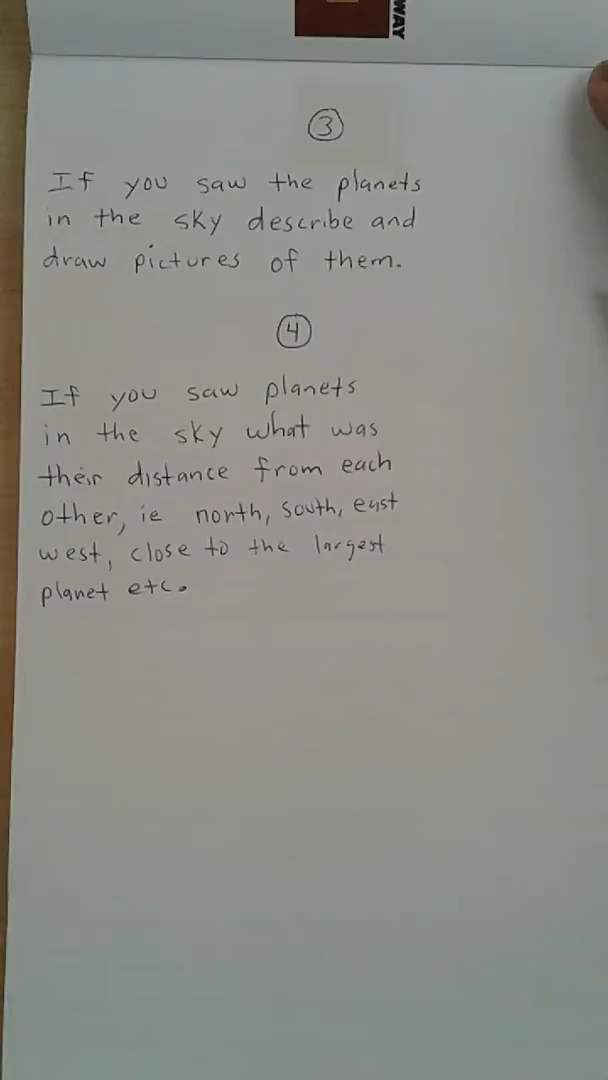 WAY
3
If you saw the planets
in the sky describe and
draw pictures of them.
4
If you saw planets
in the sky what was
their distance from each
other, ie north, south, east
west, close to the largest
planet etc.